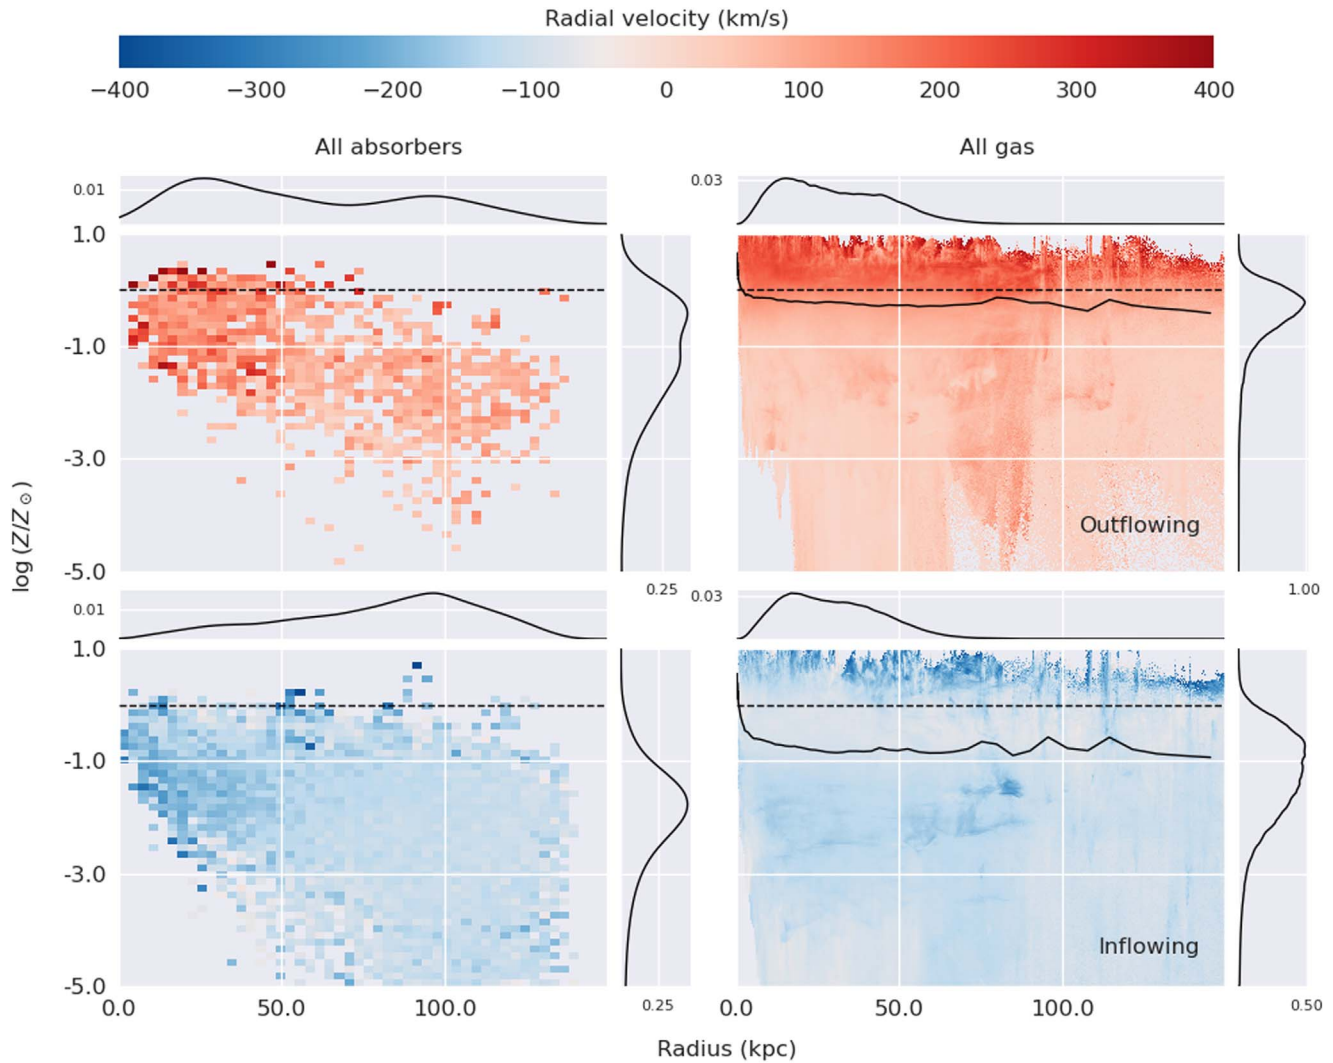 Radial velocity (km/s)
−400 −300 −200 −100 0 100 200 300 400
All absorbers All gas
0.01 0.03
1.0
-1.0
-3.0
-5.0
Outflowing
log (Z/Z⊙)
0.25 0.03 1.00
0.01
1.0
-1.0
-3.0
-5.0
Inflowing
0.0 50.0 100.0 0.25 0.0 50.0 100.0 0.50
Radius (kpc)